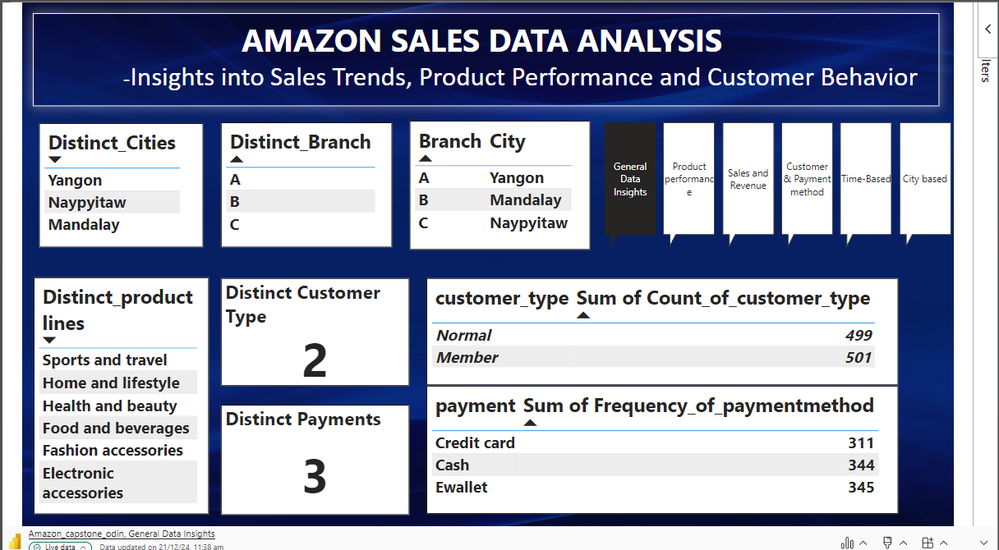 AMAZON SALES DATA ANALYSIS
-Insights into Sales Trends, Product Performance and Customer Behavior
Distinct_Cities
Yangon
Naypyitaw
Mandalay
Distinct_Branch
A
B
C
Branch City
A Yangon
B Mandalay
C Naypyitaw
General
Data
Insights
Product
performanc
e
Sales and
Revenue
Customer
& Payment
method
Time-Based
City based
Distinct_product
lines
Sports and travel
Home and lifestyle
Health and beauty
Food and beverages
Fashion accessories
Electronic
accessories
Distinct Customer
Type
2
Distinct Payments
3
customer_type Sum of Count_of_customer_type
Normal 499
Member 501
payment Sum of Frequency_of_paymentmethod
Credit card 311
Cash 344
Ewallet 345
lters
Amazon_capstone_odin, General Data Insights
Live data
Data updated on 21/12/24, 11:38 am